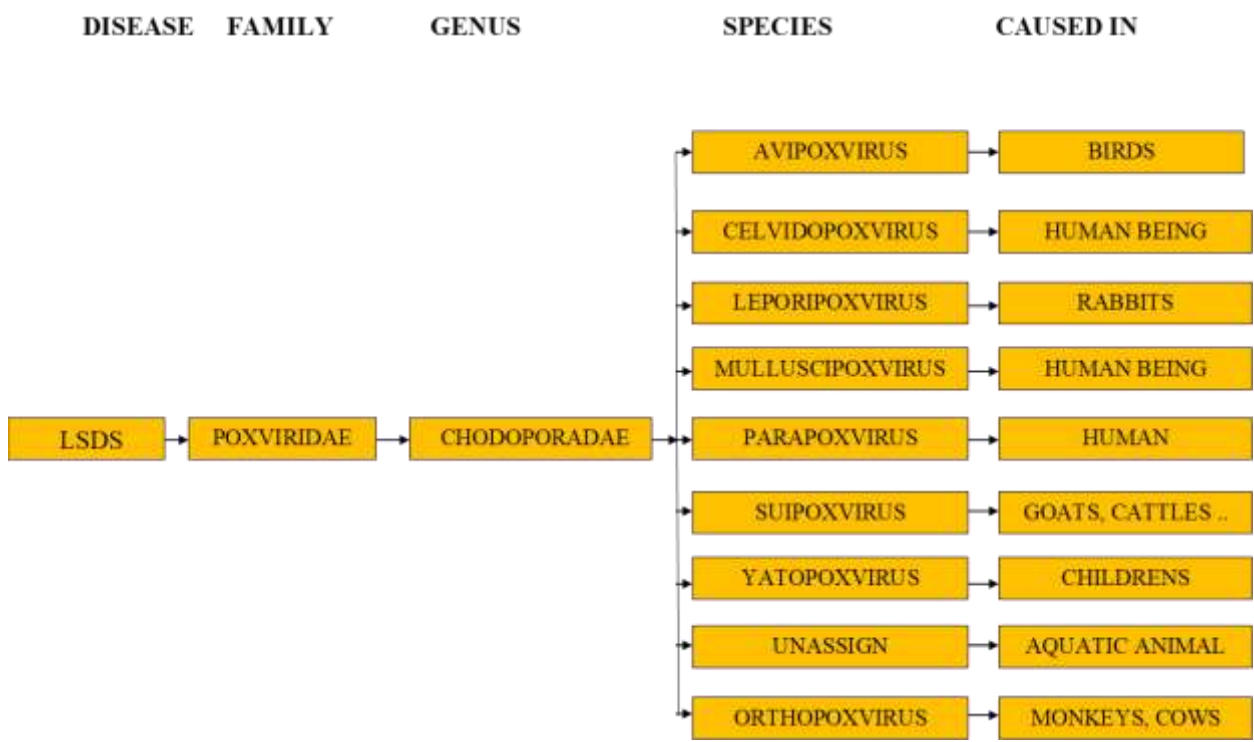 DISEASE FAMILY GENUS SPECIES CAUSED IN
AVIPOXVIRUS BIRDS
CELVIDOPOXVIRUS HUMAN BEING
LEPORIPOXVIRUS RABBITS
MULLUSCIPOXVIRUS HUMAN BEING
LSDS POXVIRIDAE CHODOPORADAE PARAPOXVIRUS HUMAN
SUIPOXVIRUS GOATS, CATTLES ..
YATOPOXVIRUS CHILDRENS
UNASSIGN AQUATIC ANIMAL
ORTHOPOXVIRUS MONKEYS, COWS